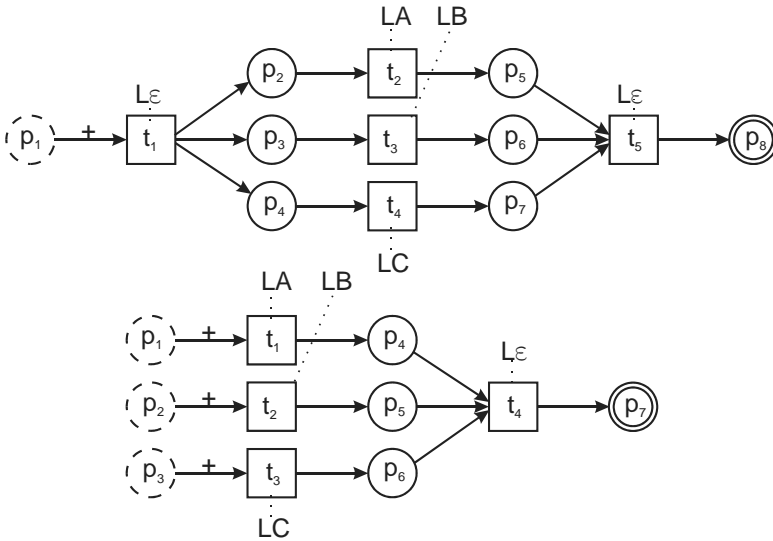 LA LB
p₂ t₂ p₅
Lε Lε
p₁ + t₁ p₃ t₃ p₆ t₅ p₈
p₄ t₄ p₇
LC
LA LB
p₁ + t₁ p₄
Lε
p₂ + t₂ p₅ t₄ p₇
p₃ + t₃ p₆
LC